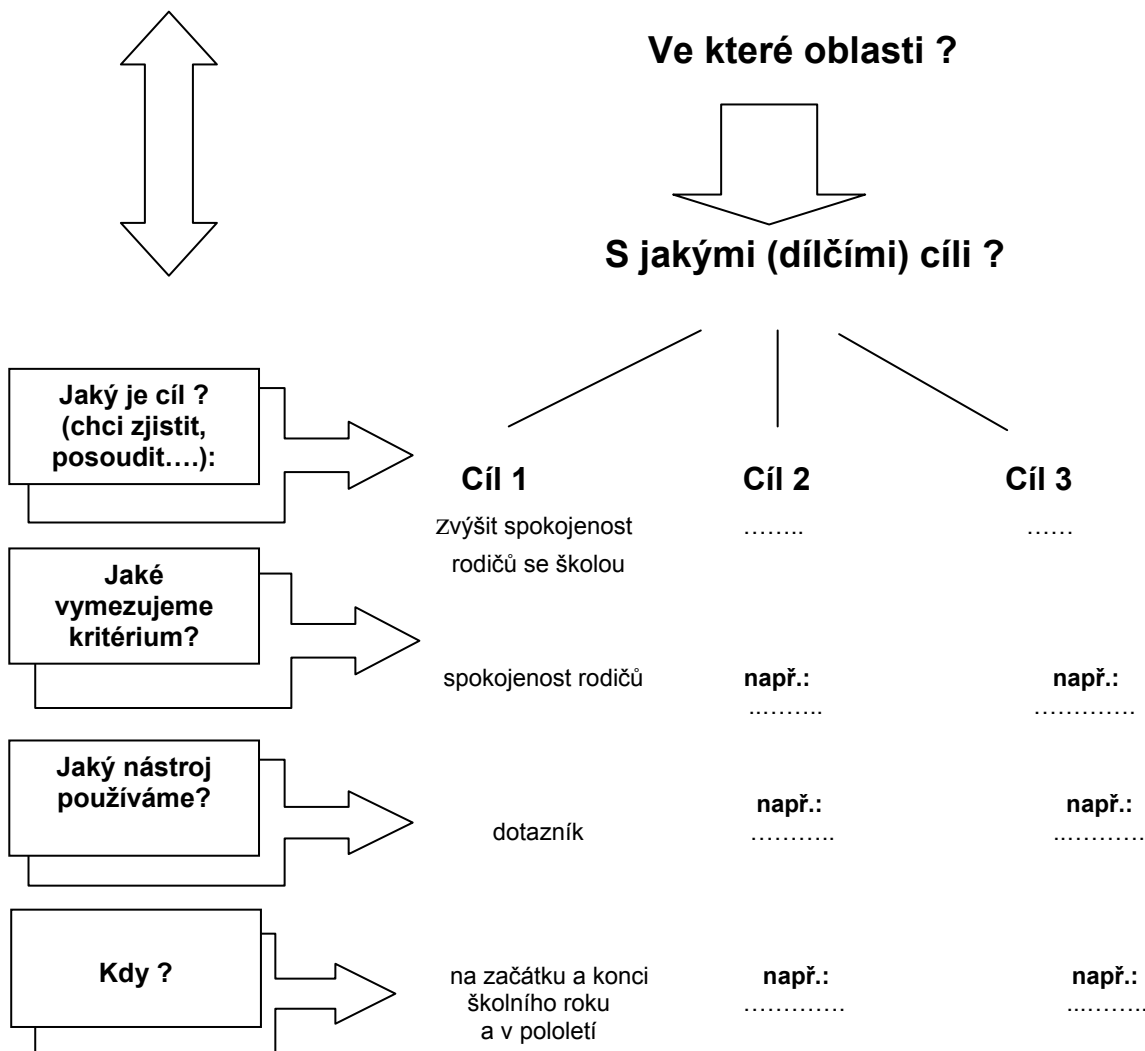 Ve které oblasti ?
S jakými (dílčími) cíli ?
Jaký je cíl ?
(chci zjistit,
posoudit….):
Cíl 1
Cíl 2
Cíl 3
Zvýšit spokojenost
rodičů se školou
……..
……
Jaké
vymezujeme
kritérium?
spokojenost rodičů
např.:
..……..
např.:
………….
Jaký nástroj
používáme?
dotazník
např.:
………..
např.:
..………
Kdy ?
na začátku a konci
školního roku
a v pololetí
např.:
………….
např.:
...……..